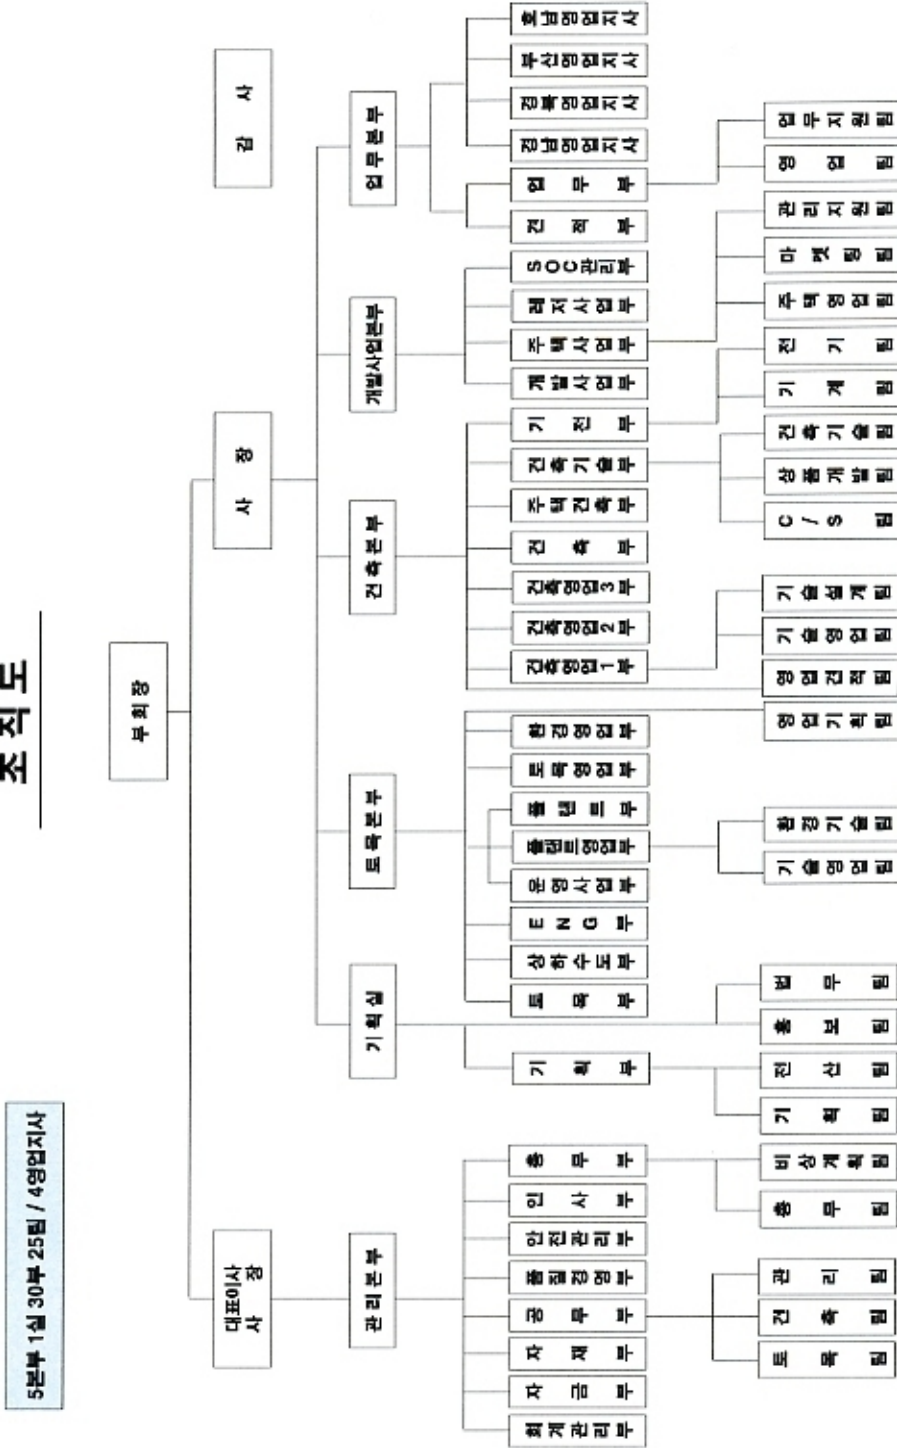 조직도
5본부 1실 30부 25팀 / 4영업지사
부회장
대표이사
사장
사장
감사
관리본부
기획실
토목본부
건축본부
개발사업본부
업무본부
회계관리부
자금부
자재부
공무부
품질경영부
안전관리부
인사부
총무부
기획부
토목부
상하수도부
ENG부
운영사업부
플랜트영업부
플랜트부
토목영업부
환경영업부
건축영업1부
건축영업2부
건축영업3부
건축부
주택건축부
건축기술부
기전부
개발사업부
주택사업부
레저사업부
SOC관리부
견적부
업무부
경남영업지사
경북영업지사
부산영업지사
호남영업지사
토목팀
건축팀
관리팀
총무팀
비상계획팀
기획팀
전산팀
홍보팀
법무팀
기술영업팀
환경기술팀
영업기획팀
영업견적팀
기술영업팀
기술설계팀
C/S팀
상품개발팀
건축기술팀
기계팀
전기팀
주택영업팀
마켓팅팀
관리지원팀
영업팀
업무지원팀